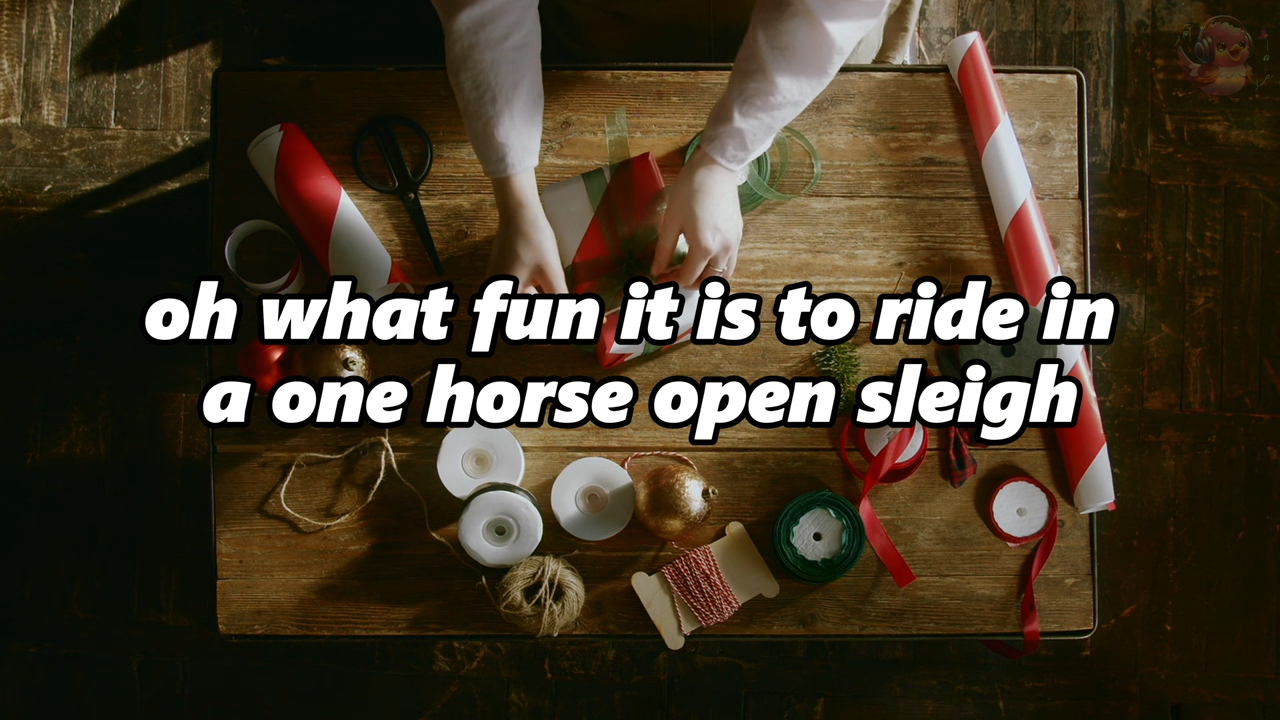 oh what fun it is to ride in
a one horse open sleigh